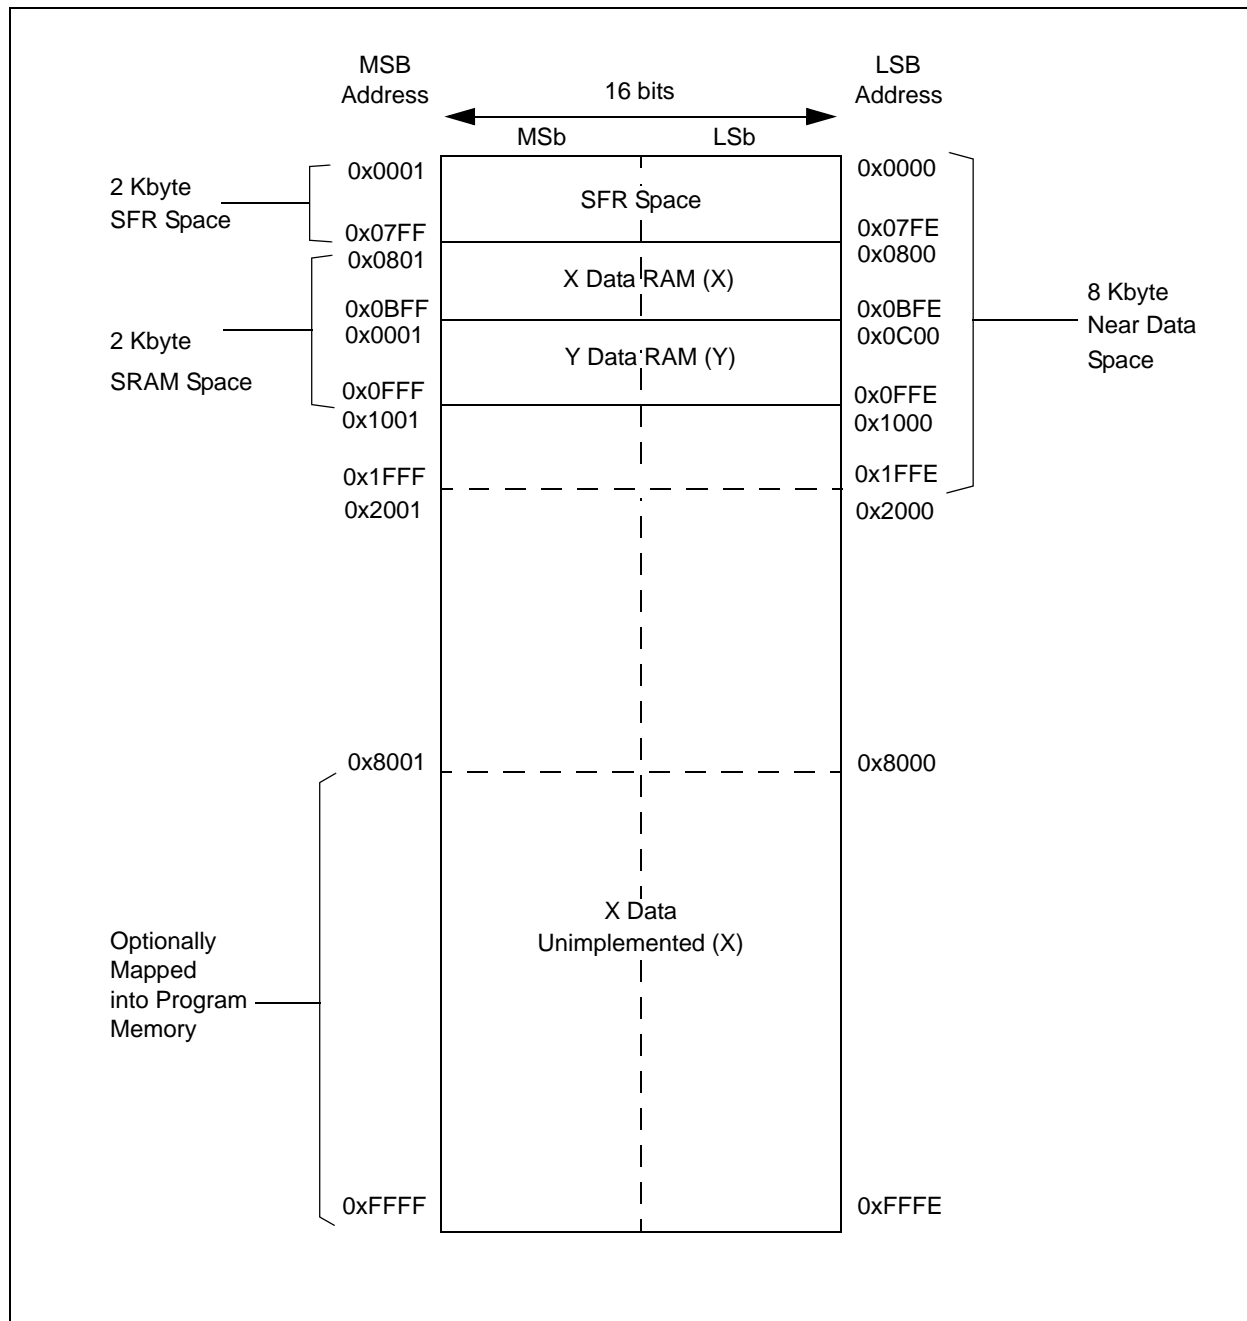 MSB
Address
LSB
Address
16 bits
MSb
LSb
0x0001
0x0000
2 Kbyte
SFR Space
SFR Space
0x07FF
0x07FE
0x0801
0x0800
X Data RAM (X)
0x0BFF
0x0BFE
0x0001
0x0C00
2 Kbyte
SRAM Space
Y Data RAM (Y)
8 Kbyte
Near Data
Space
0x0FFF
0x0FFE
0x1001
0x1000
0x1FFF
0x1FFE
0x2001
0x2000
0x8001
0x8000
X Data
Unimplemented (X)
Optionally
Mapped
into Program
Memory
0xFFFF
0xFFFE